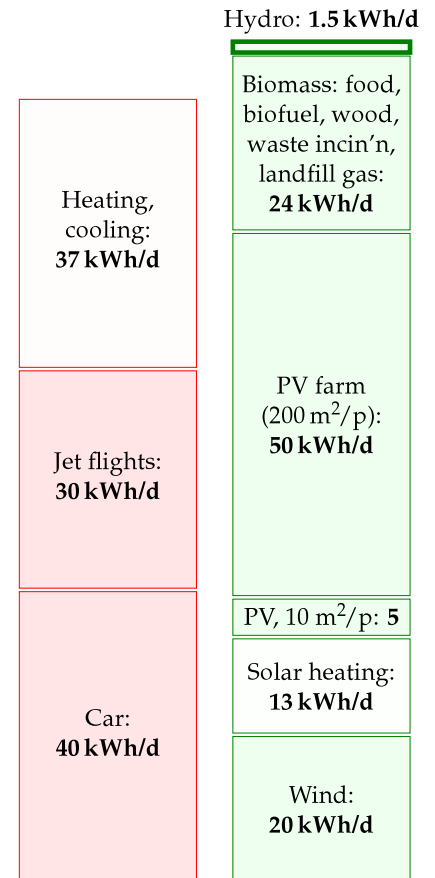 Hydro: 1.5 kWh/d
Biomass: food,
biofuel, wood,
waste incin’n,
landfill gas:
24 kWh/d
Heating,
cooling:
37 kWh/d
PV farm
(200 m²/p):
50 kWh/d
Jet flights:
30 kWh/d
PV, 10 m²/p: 5
Solar heating:
13 kWh/d
Car:
40 kWh/d
Wind:
20 kWh/d